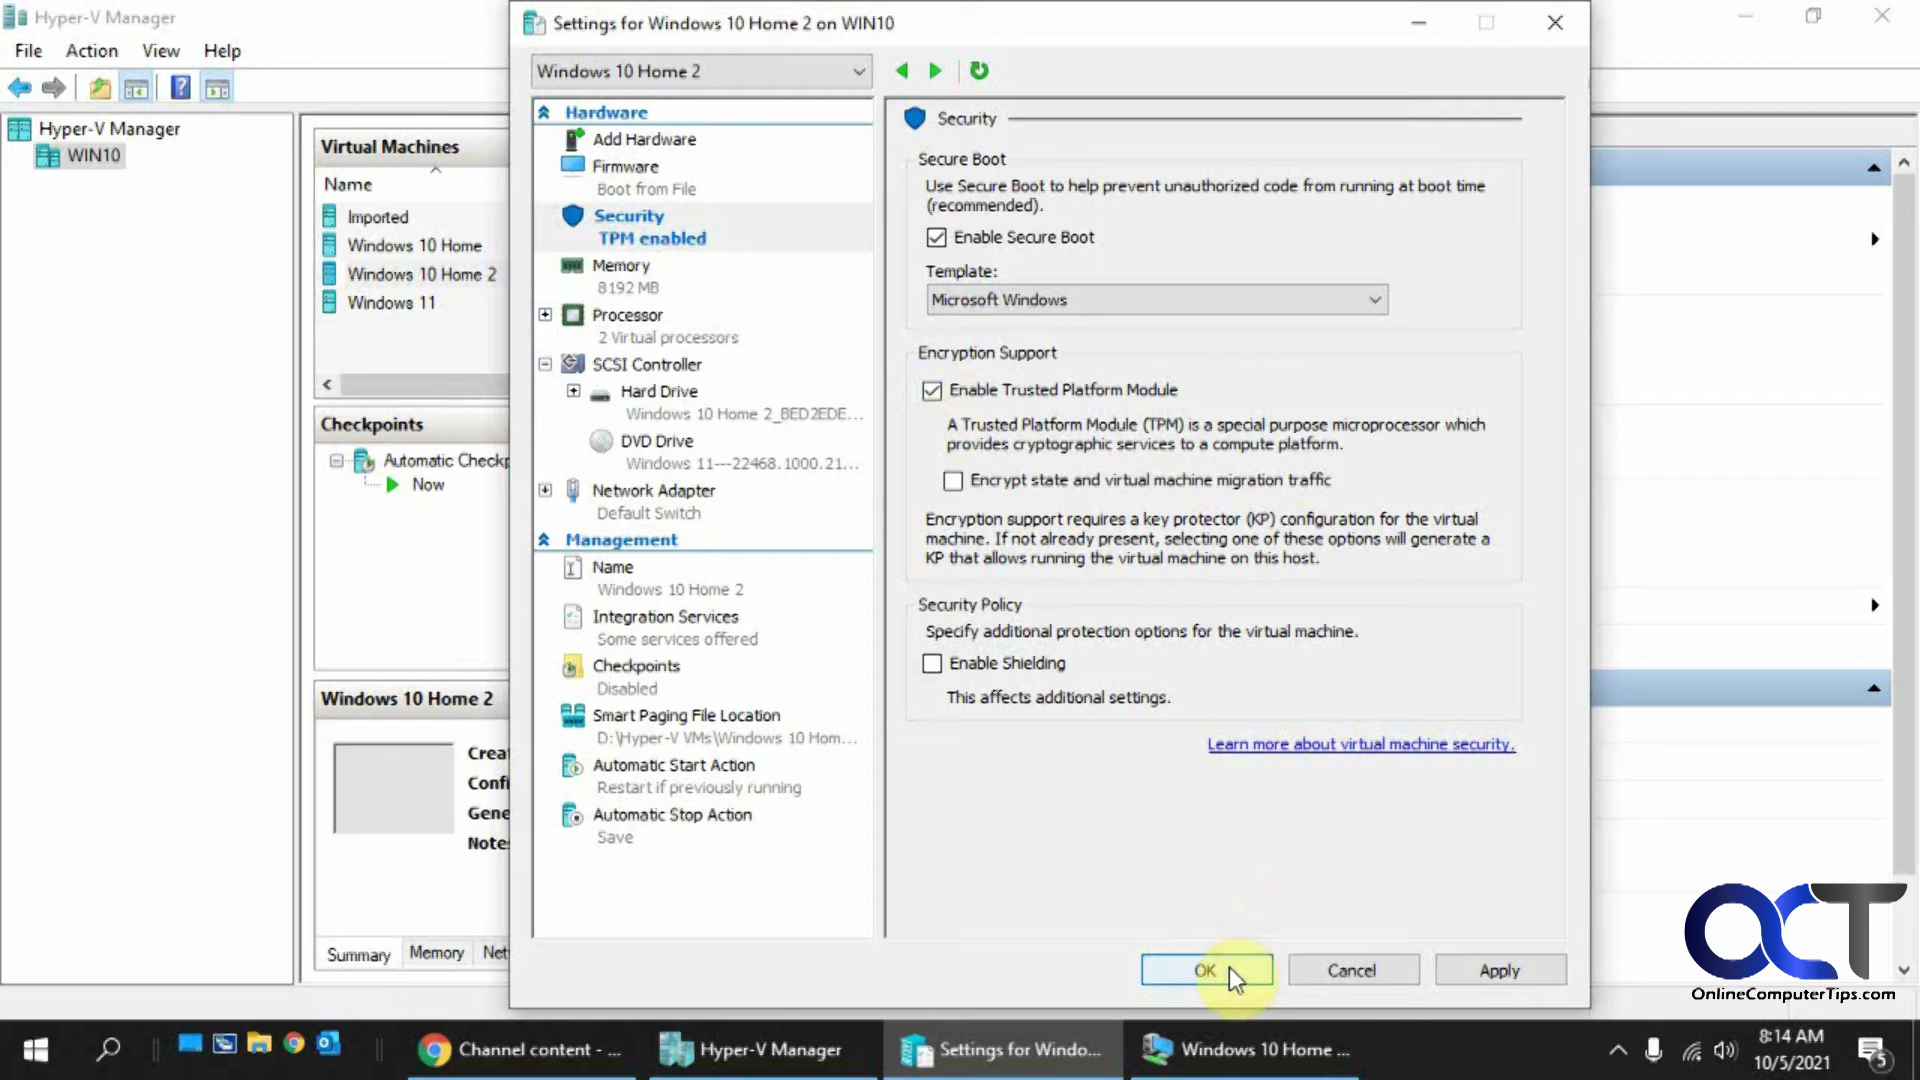 Hyper-V Manager
File Action View Help
Hyper-V Manager
WIN10
Virtual Machines
Name
Imported
Windows 10 Home
Windows 10 Home 2
Windows 11
Checkpoints
Automatic Checkp
Now
Windows 10 Home 2
Creat
Confi
Gene
Notes
Summary Memory Net
Settings for Windows 10 Home 2 on WIN10
Windows 10 Home 2
Hardware
Add Hardware
Firmware
Boot from File
Security
TPM enabled
Memory
8192 MB
Processor
2 Virtual processors
SCSI Controller
Hard Drive
Windows 10 Home 2_BED2EDE...
DVD Drive
Windows 11---22468.1000.21...
Network Adapter
Default Switch
Management
Name
Windows 10 Home 2
Integration Services
Some services offered
Checkpoints
Disabled
Smart Paging File Location
D:\Hyper-V VMs\Windows 10 Hom...
Automatic Start Action
Restart if previously running
Automatic Stop Action
Save
Security
Secure Boot
Use Secure Boot to help prevent unauthorized code from running at boot time
(recommended).
Enable Secure Boot
Template:
Microsoft Windows
Encryption Support
Enable Trusted Platform Module
A Trusted Platform Module (TPM) is a special purpose microprocessor which
provides cryptographic services to a compute platform.
Encrypt state and virtual machine migration traffic
Encryption support requires a key protector (KP) configuration for the virtual
machine. If not already present, selecting one of these options will generate a
KP that allows running the virtual machine on this host.
Security Policy
Specify additional protection options for the virtual machine.
Enable Shielding
This affects additional settings.
Learn more about virtual machine security.
OK Cancel Apply
OCT
OnlineComputerTips.com
Channel content - ... Hyper-V Manager Settings for Windo... Windows 10 Home ...
8:14 AM
10/5/2021
5